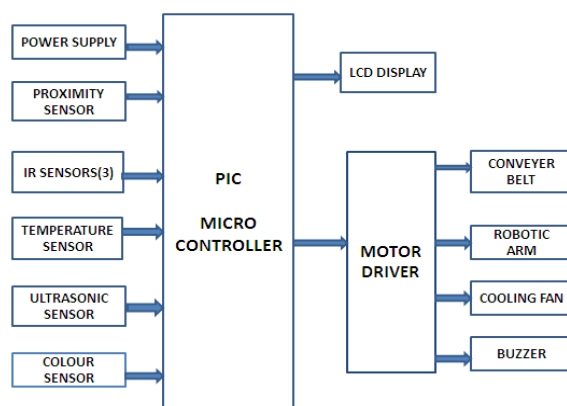 POWER SUPPLY
PROXIMITY
SENSOR
IR SENSORS(3)
TEMPERATURE
SENSOR
ULTRASONIC
SENSOR
COLOUR
SENSOR
PIC
MICRO
CONTROLLER
LCD DISPLAY
MOTOR
DRIVER
CONVEYER
BELT
ROBOTIC
ARM
COOLING FAN
BUZZER